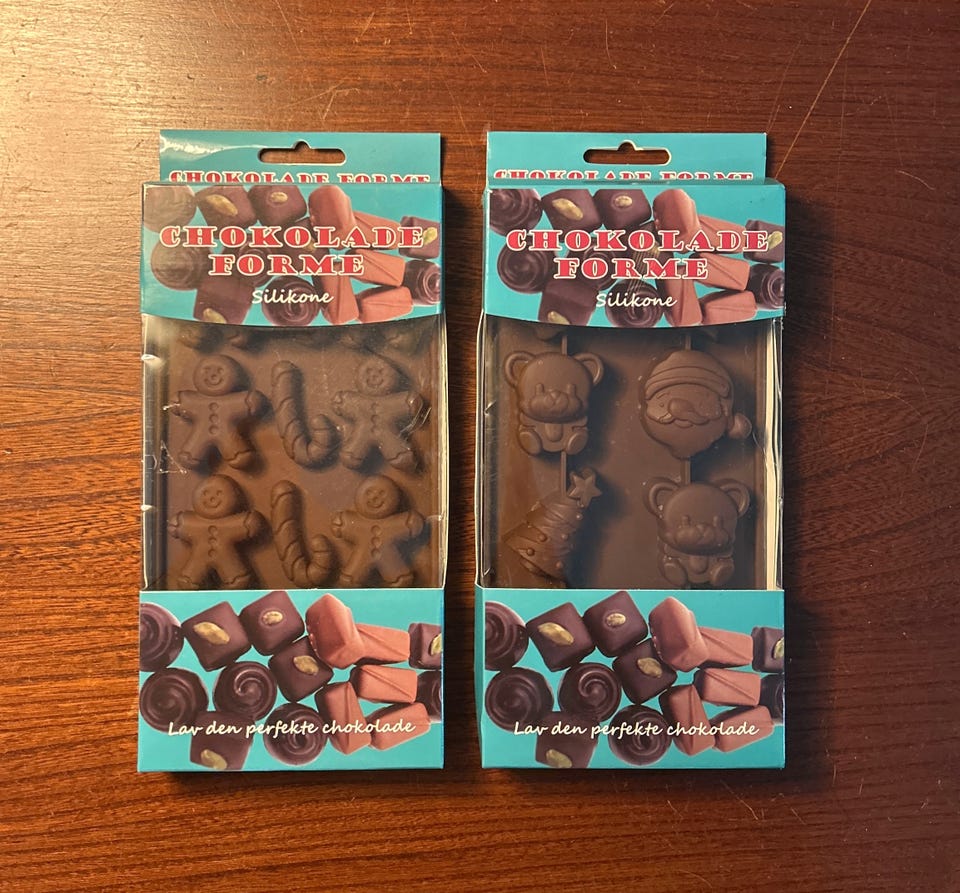 CHOKOLADE FORME
CHOKOLADE
FORME
Silikone
Lav den perfekte chokolade
CHOKOLADE FORME
CHOKOLADE
FORME
Silikone
Lav den perfekte chokolade